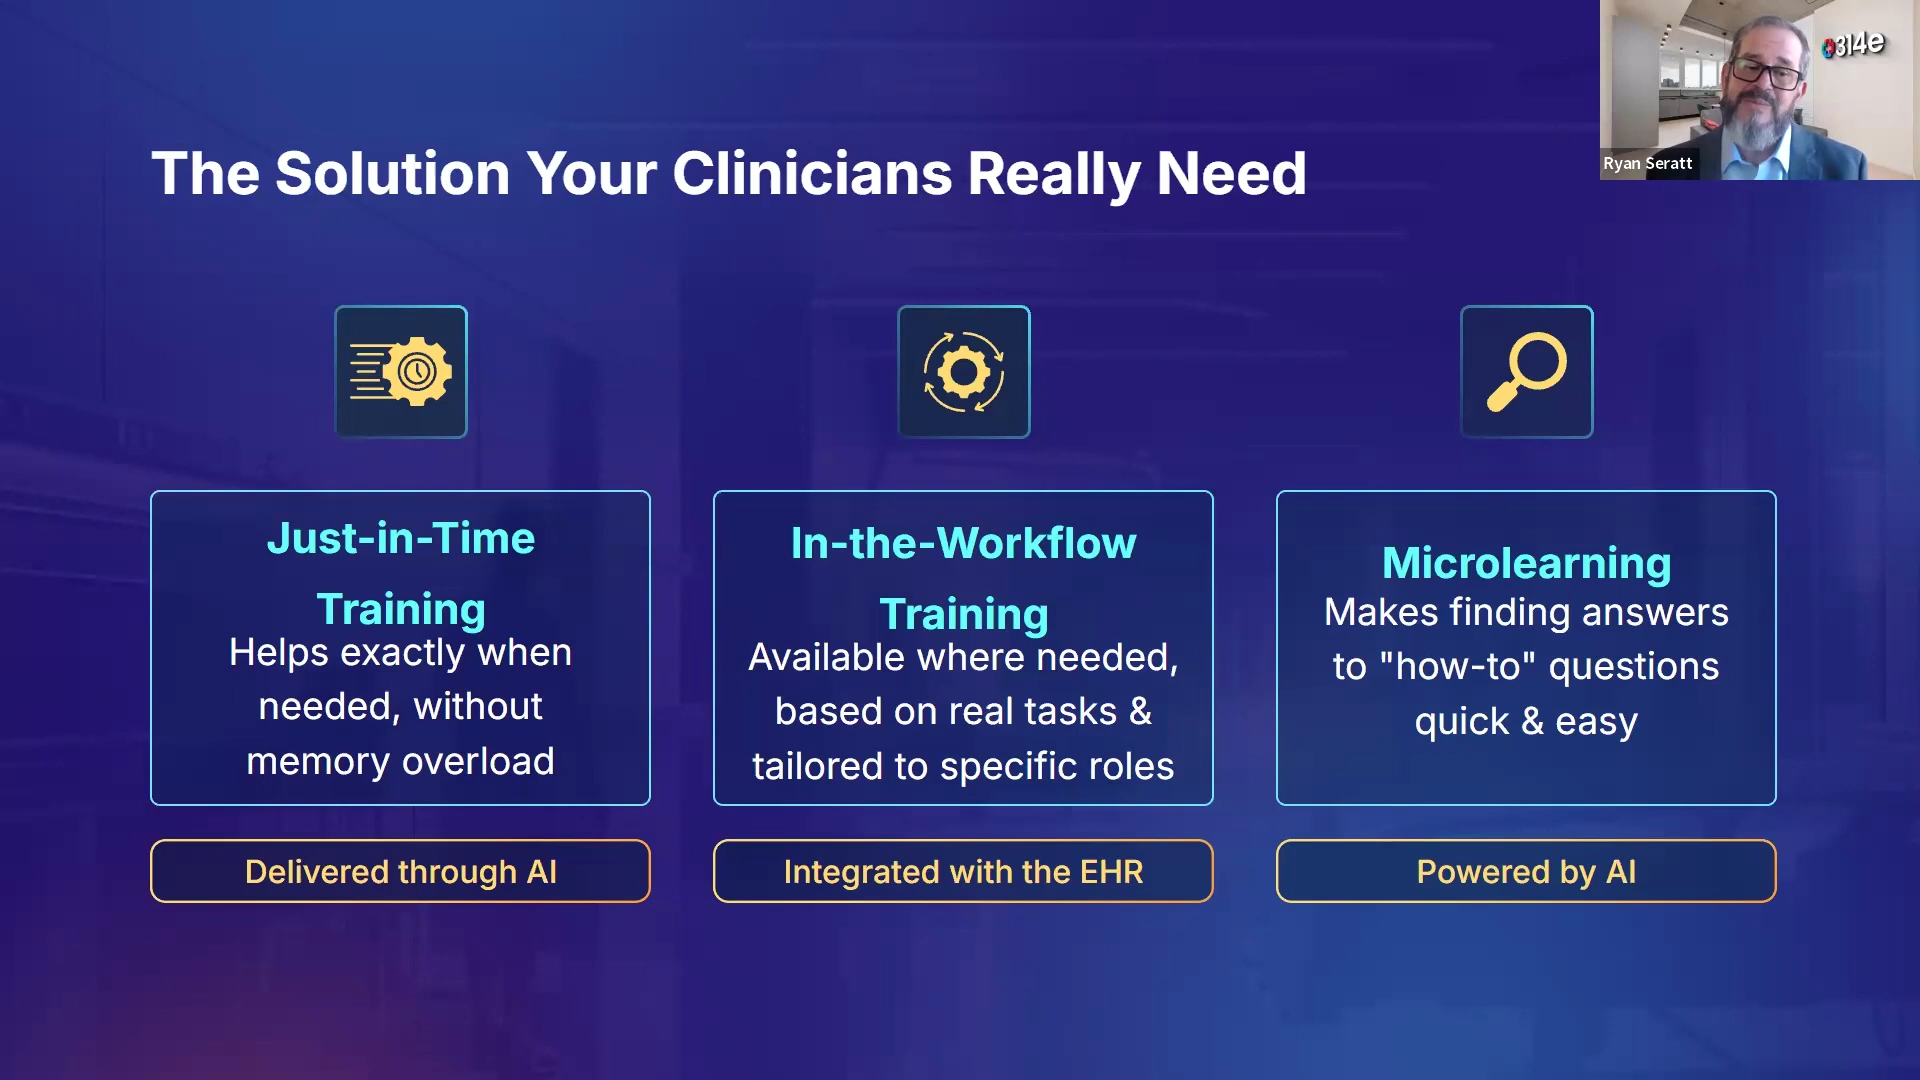 314e
Ryan Seratt
The Solution Your Clinicians Really Need
Just-in-Time
Training
Helps exactly when
needed, without
memory overload
Delivered through AI
In-the-Workflow
Training
Available where needed,
based on real tasks &
tailored to specific roles
Integrated with the EHR
Microlearning
Makes finding answers
to "how-to" questions
quick & easy
Powered by AI